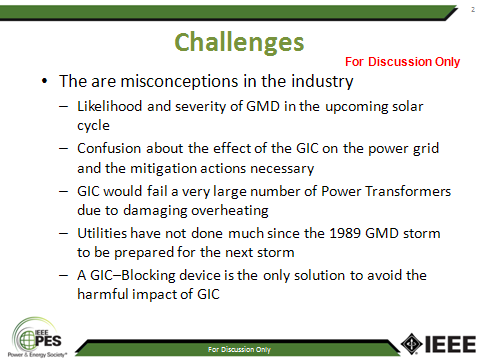 2
Challenges
For Discussion Only
• The are misconceptions in the industry
– Likelihood and severity of GMD in the upcoming solar
cycle
– Confusion about the effect of the GIC on the power grid
and the mitigation actions necessary
– GIC would fail a very large number of Power Transformers
due to damaging overheating
– Utilities have not done much since the 1989 GMD storm
to be prepared for the next storm
– A GIC–Blocking device is the only solution to avoid the
harmful impact of GIC
IEEE
PES
Power & Energy Society®
For Discussion Only
IEEE